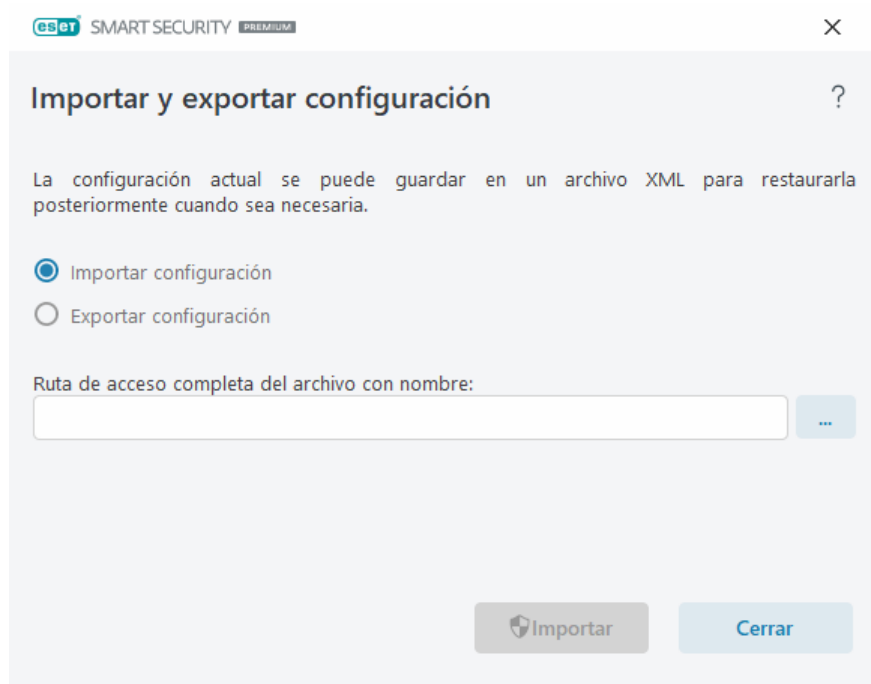 eset SMART SECURITY PREMIUM
Importar y exportar configuración
?
La configuración actual se puede guardar en un archivo XML para restaurarla
posteriormente cuando sea necesaria.
Importar configuración
Exportar configuración
Ruta de acceso completa del archivo con nombre:
...
Importar
Cerrar